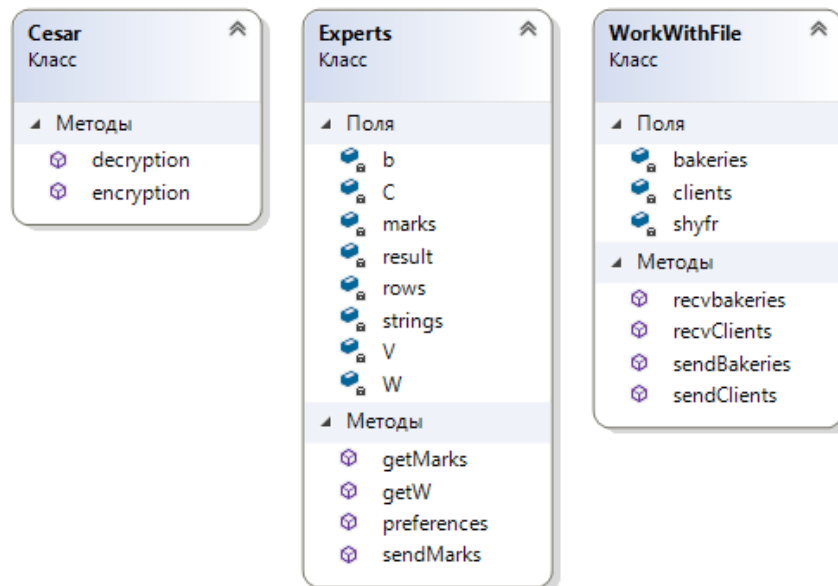 Cesar
Класс
Методы
decryption
encryption
Experts
Класс
Поля
b
C
marks
result
rows
strings
V
W
Методы
getMarks
getW
preferences
sendMarks
WorkWithFile
Класс
Поля
bakeries
clients
shyfr
Методы
recvbakeries
recvClients
sendBakeries
sendClients